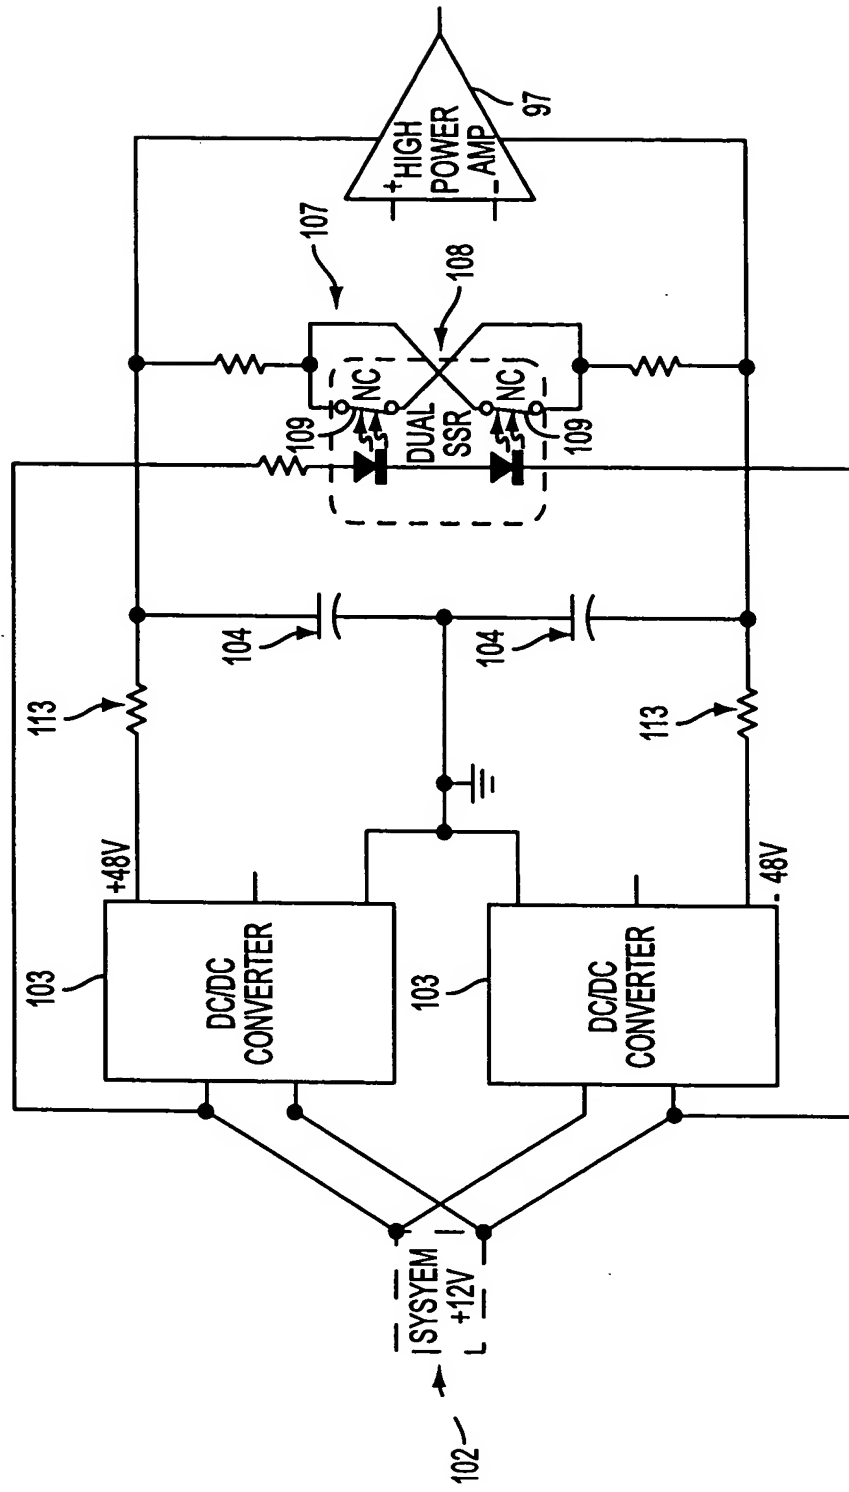 102
SYSYEM
+12V
103
DC/DC
CONVERTER
+48V
103
DC/DC
CONVERTER
- 48V
113
113
104
104
109
NC
DUAL
SSR
NC
109
107
108
+
HIGH
POWER
AMP
-
97